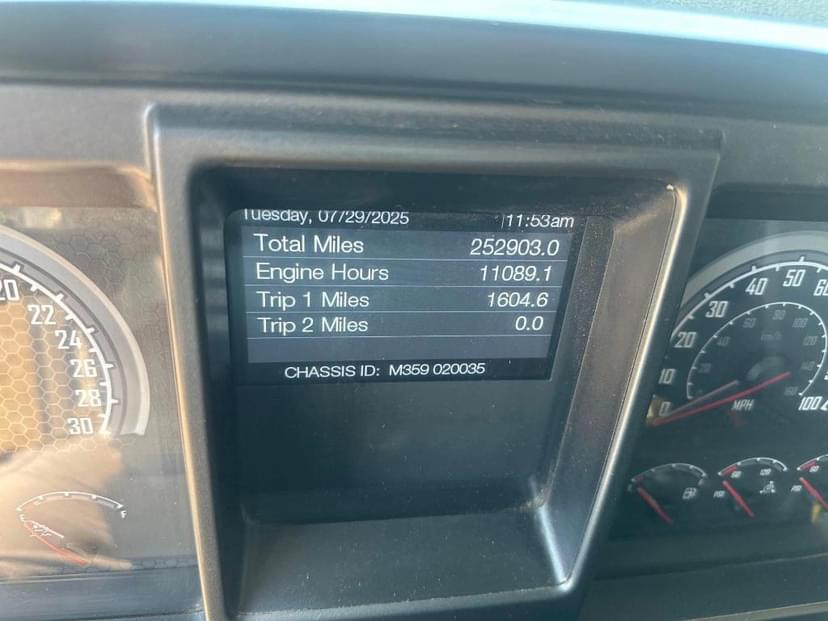 Tuesday, 07/29/2025 11:53am
Total Miles 252903.0
Engine Hours 11089.1
Trip 1 Miles 1604.6
Trip 2 Miles 0.0
CHASSIS ID: M359 020035
20
22
24
26
28
30
F
0
10
20
30
40
50
60
100
MPH
km/h